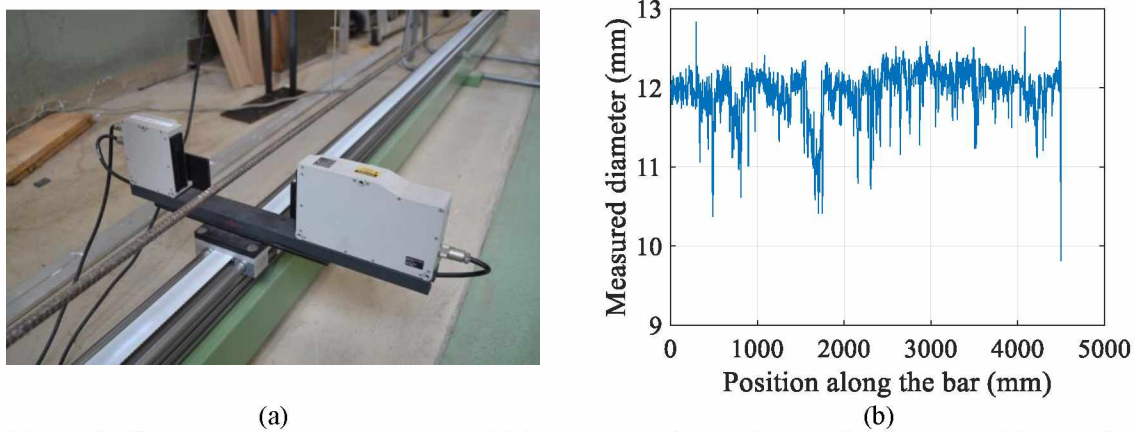 13
12
11
10
9
Measured diameter (mm)
0 1000 2000 3000 4000 5000
Position along the bar (mm)
(a) (b)